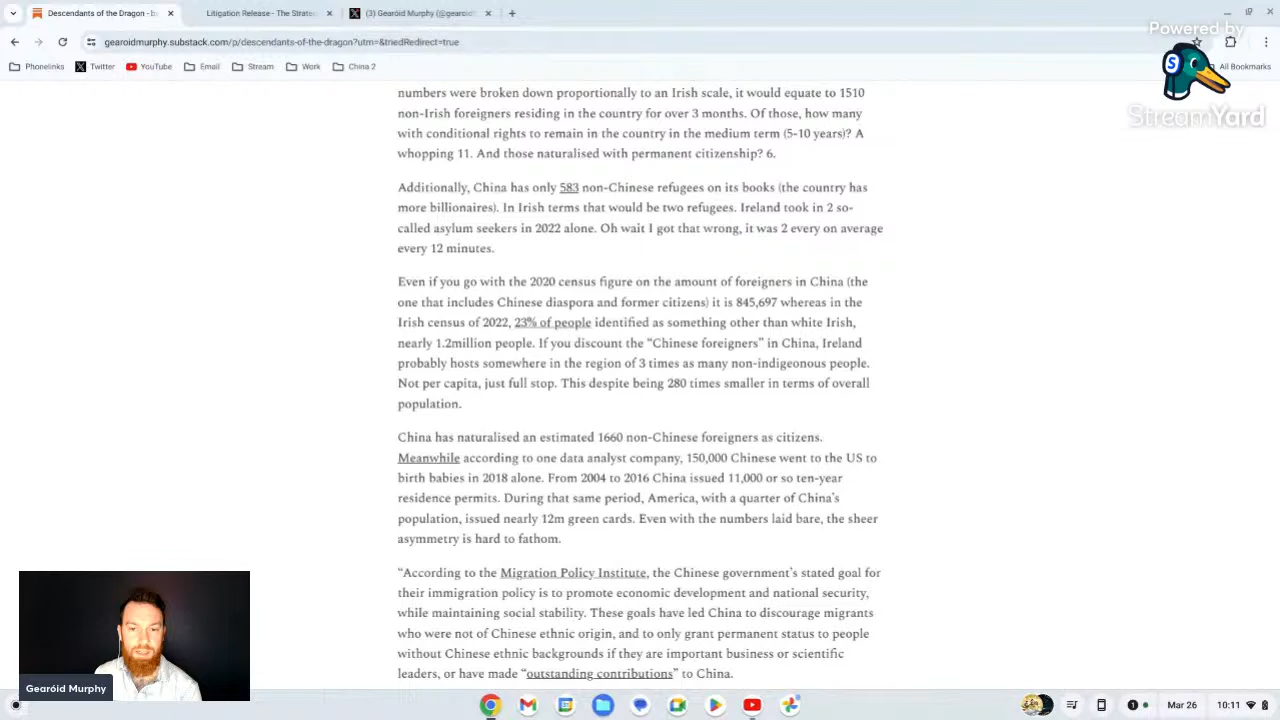 Descendants of the Dragon - b
Litigation Release - The Strate
(3) Gearóid Murphy (@gearoid
Powered by
gearoidmurphy.substack.com/p/descendants-of-the-dragon?utm=&triedRedirect=true
Phonelinks
Twitter
YouTube
Email
Stream
Work
China 2
All Bookmarks
StreamYard
numbers were broken down proportionally to an Irish scale, it would equate to 1510
non-Irish foreigners residing in the country for over 3 months. Of those, how many
with conditional rights to remain in the country in the medium term (5-10 years)? A
whopping 11. And those naturalised with permanent citizenship? 6.
Additionally, China has only 583 non-Chinese refugees on its books (the country has
more billionaires). In Irish terms that would be two refugees. Ireland took in 2 so-
called asylum seekers in 2022 alone. Oh wait I got that wrong, it was 2 every on average
every 12 minutes.
Even if you go with the 2020 census figure on the amount of foreigners in China (the
one that includes Chinese diaspora and former citizens) it is 845,697 whereas in the
Irish census of 2022, 23% of people identified as something other than white Irish,
nearly 1.2million people. If you discount the “Chinese foreigners” in China, Ireland
probably hosts somewhere in the region of 3 times as many non-indigeonous people.
Not per capita, just full stop. This despite being 280 times smaller in terms of overall
population.
China has naturalised an estimated 1660 non-Chinese foreigners as citizens.
Meanwhile according to one data analyst company, 150,000 Chinese went to the US to
birth babies in 2018 alone. From 2004 to 2016 China issued 11,000 or so ten-year
residence permits. During that same period, America, with a quarter of China’s
population, issued nearly 12m green cards. Even with the numbers laid bare, the sheer
asymmetry is hard to fathom.
“According to the Migration Policy Institute, the Chinese government’s stated goal for
their immigration policy is to promote economic development and national security,
while maintaining social stability. These goals have led China to discourage migrants
who were not of Chinese ethnic origin, and to only grant permanent status to people
without Chinese ethnic backgrounds if they are important business or scientific
leaders, or have made “outstanding contributions” to China.
Gearóid Murphy
Mar 26
10:11